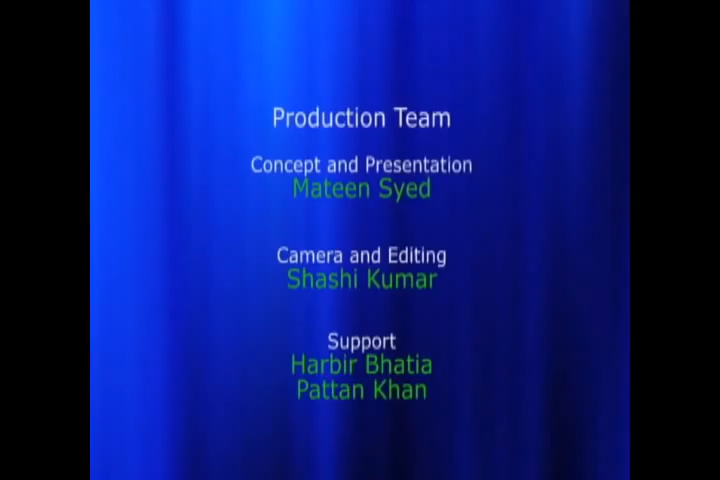 Production Team
Concept and Presentation
Mateen Syed
Camera and Editing
Shashi Kumar
Support
Harbir Bhatia
Pattan Khan